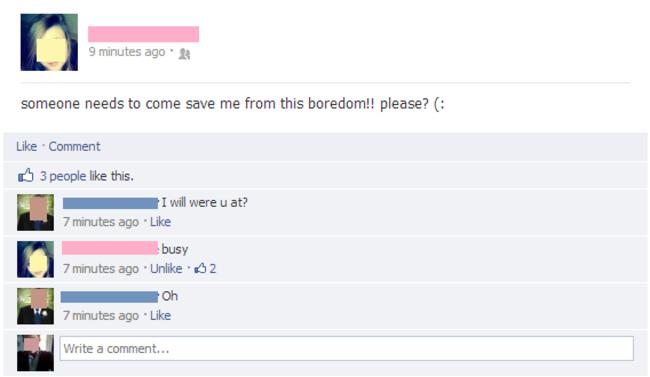 9 minutes ago ·
someone needs to come save me from this boredom!! please? (:
Like · Comment
3 people like this.
I will were u at?
7 minutes ago · Like
busy
7 minutes ago · Unlike · 2
Oh
7 minutes ago · Like
Write a comment...